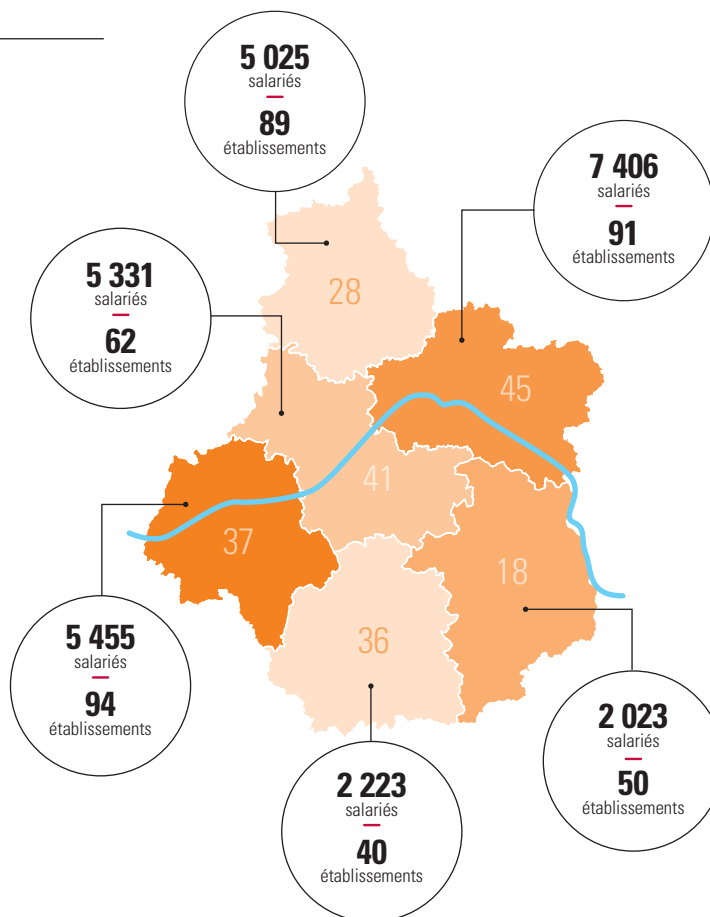 5 025
salariés
89
établissements
7 406
salariés
91
établissements
5 331
salariés
62
établissements
28
45
41
37
18
36
5 455
salariés
94
établissements
2 023
salariés
50
établissements
2 223
salariés
40
établissements